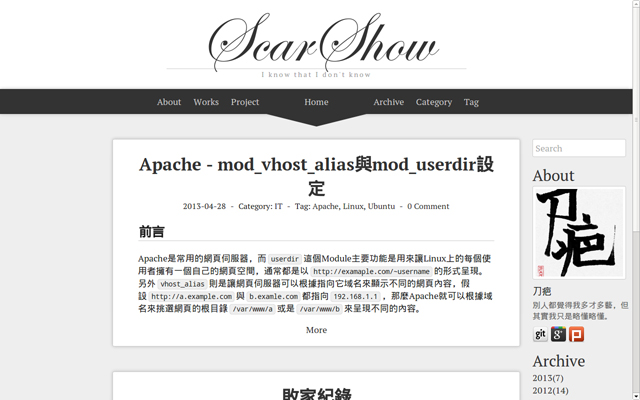 ScarShow
I know that I don't know
About Works Project Home Archive Category Tag
Apache - mod_vhost_alias與mod_userdir設
定
2013-04-28 - Category: IT - Tag: Apache, Linux, Ubuntu - 0 Comment
前言
Apache是常用的網頁伺服器，而 userdir 這個Module主要功能是用來讓Linux上的每個使
用者擁有一個自己的網頁空間，通常都是以 http://examaple.com/~username 的形式呈現。
另外 vhost_alias 則是讓網頁伺服器可以根據指向它域名來顯示不同的網頁內容，假
設 http://a.example.com 與 b.examle.com 都指向 192.168.1.1 ，那麼Apache就可以根據域
名來挑選網頁的根目錄 /var/www/a 或是 /var/www/b 來呈現不同的內容。
More
敗家紀錄
Search
About
刀疤
刀疤
別人都覺得我多才多藝，但
其實我只是略懂略懂。
git
g+
P
Archive
2013(7)
2012(14)